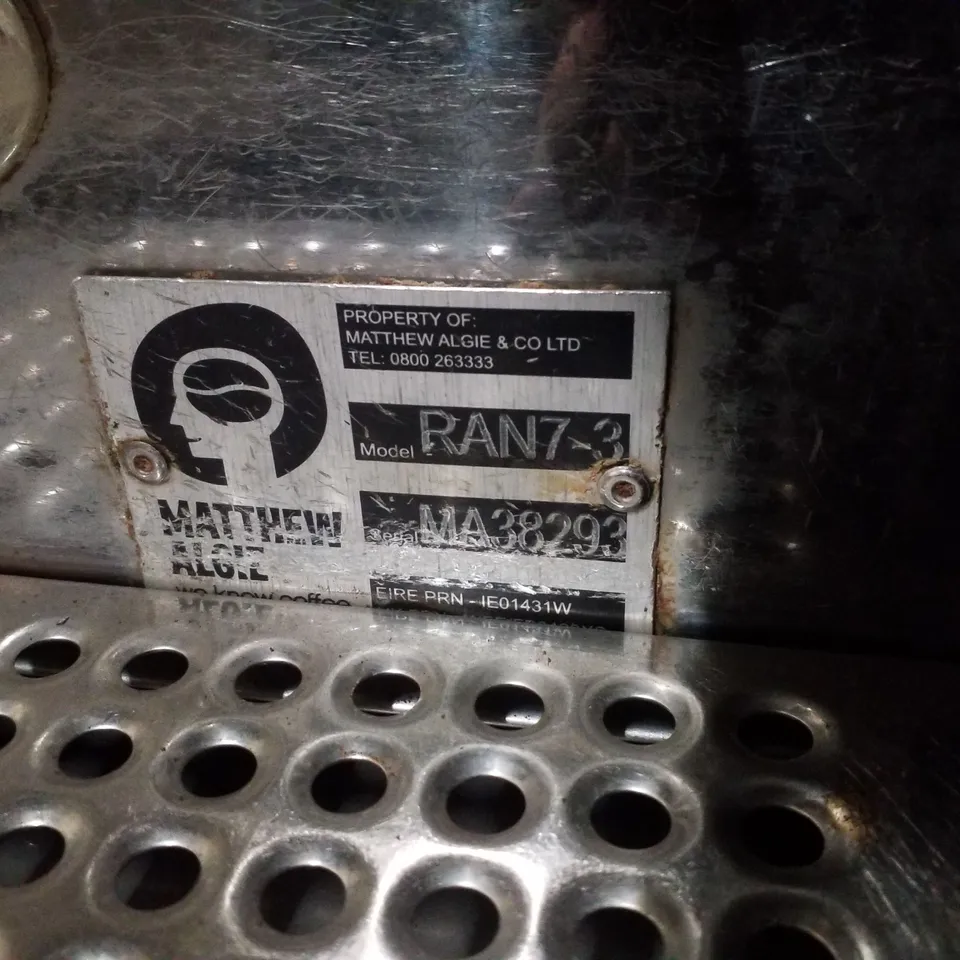 PROPERTY OF:
MATTHEW ALGIE & CO LTD
TEL: 0800 263333
Model RAN7-3
Serial MA38293
MATTHEW
ALGIE
we know coffee
EIRE PRN - IE01431W